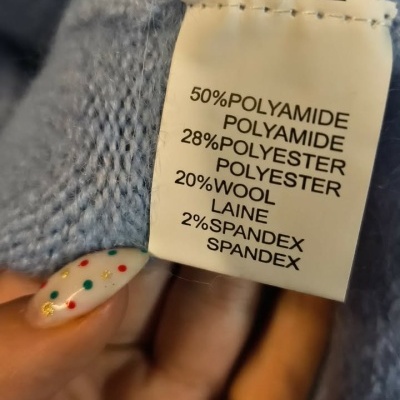 50%POLYAMIDE
POLYAMIDE
28%POLYESTER
POLYESTER
20%WOOL
LAINE
2%SPANDEX
SPANDEX